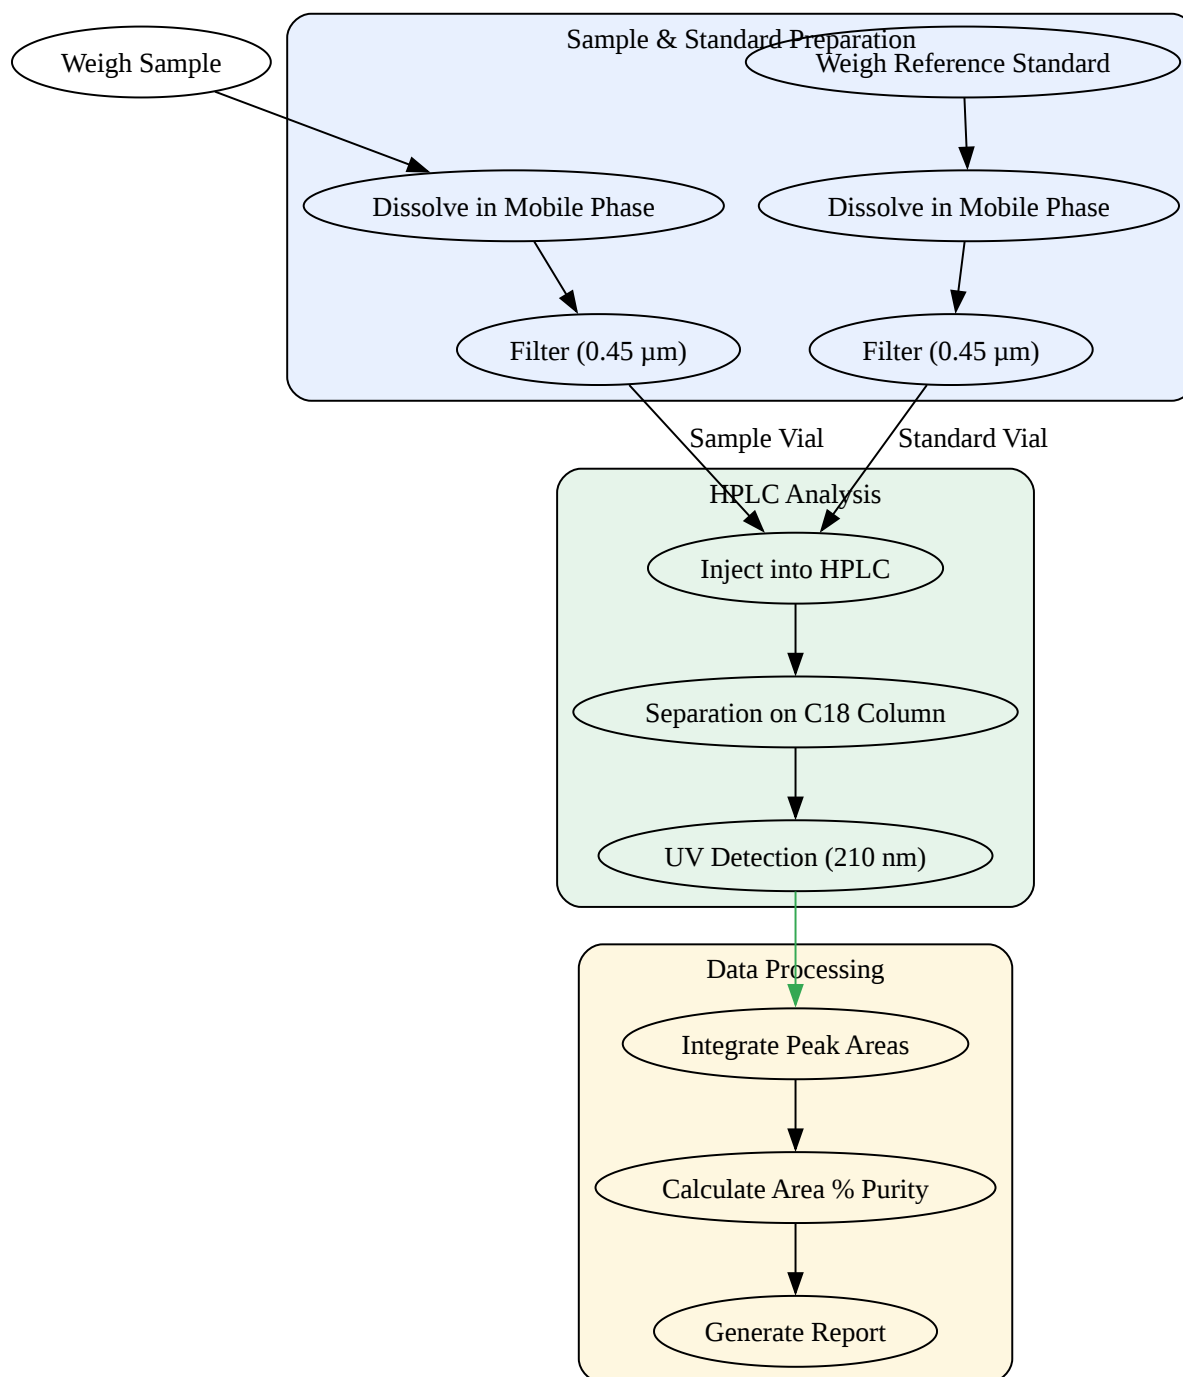 Sample & Standard Preparation
Weigh Sample
Weigh Reference Standard
Dissolve in Mobile Phase
Dissolve in Mobile Phase
Filter (0.45 µm)
Filter (0.45 µm)
Sample Vial
Standard Vial
HPLC Analysis
Inject into HPLC
Separation on C18 Column
UV Detection (210 nm)
Data Processing
Integrate Peak Areas
Calculate Area % Purity
Generate Report